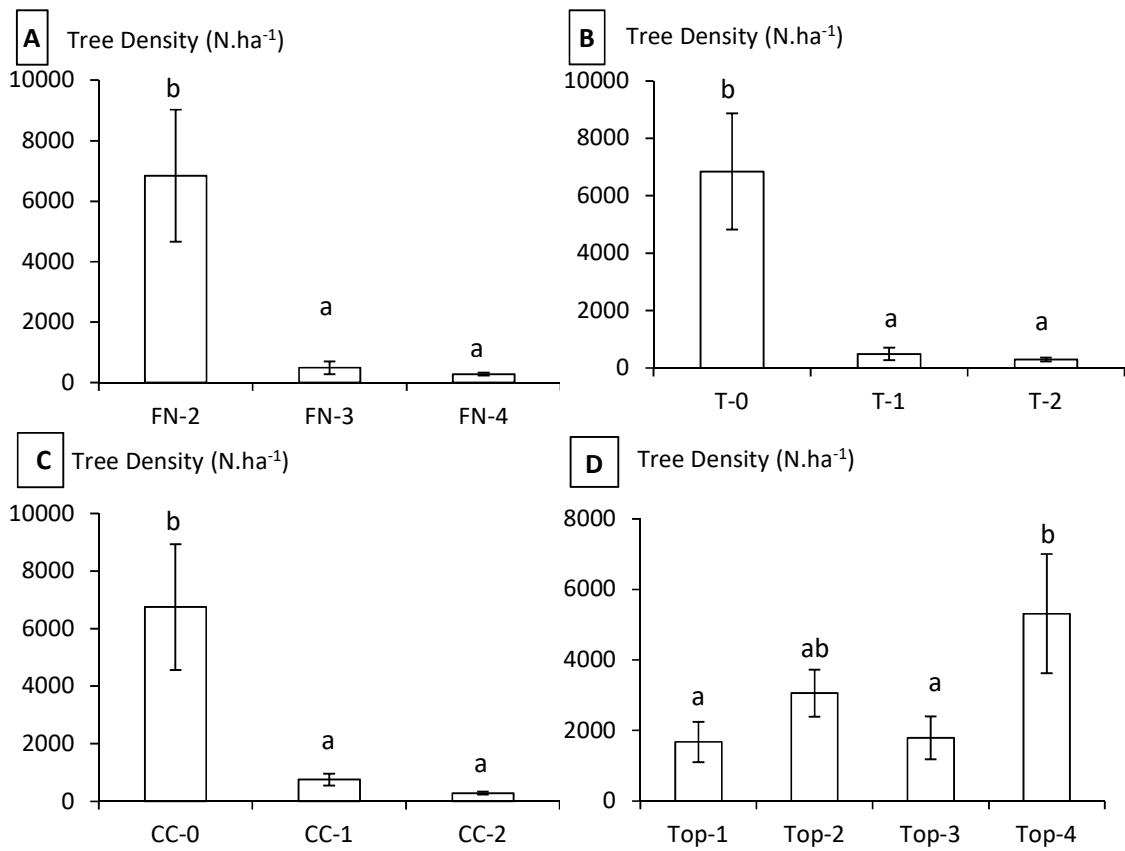 A Tree Density (N.ha⁻¹)
10000
8000
6000
4000
2000
0
b
a
a
FN-2 FN-3 FN-4
B Tree Density (N.ha⁻¹)
10000
8000
6000
4000
2000
0
b
a
a
T-0 T-1 T-2
C Tree Density (N.ha⁻¹)
10000
8000
6000
4000
2000
0
b
a
a
CC-0 CC-1 CC-2
D Tree Density (N.ha⁻¹)
8000
6000
4000
2000
0
a
ab
a
b
Top-1 Top-2 Top-3 Top-4